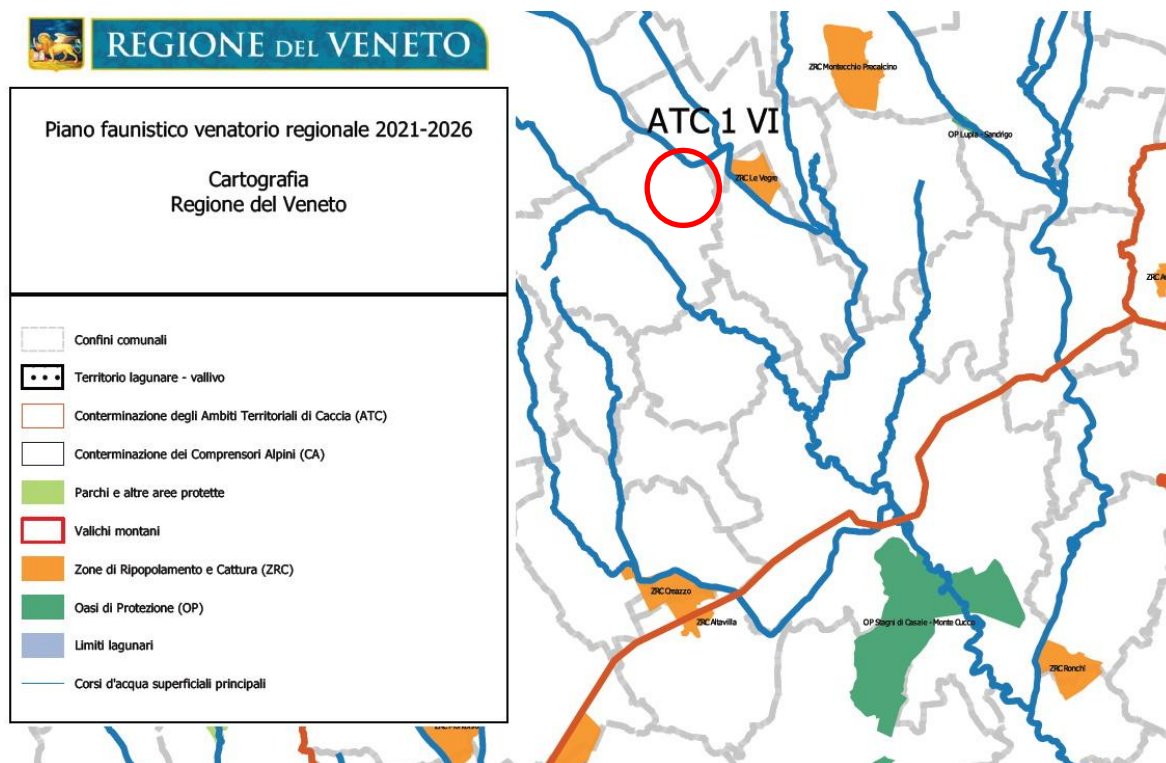 REGIONE DEL VENETO
Piano faunistico venatorio regionale 2021-2026
Cartografia
Regione del Veneto
Confini comunali
Territorio lagunare - vallivo
Conterminazione degli Ambiti Territoriali di Caccia (ATC)
Conterminazione dei Comprensori Alpini (CA)
Parchi e altre aree protette
Valichi montani
Zone di Ripopolamento e Cattura (ZRC)
Oasi di Protezione (OP)
Limiti lagunari
Corsi d'acqua superficiali principali
ZRC Montecchio Precalcino
ATC 1 VI
OP Lupia - Sandrigo
ZRC Le Vegre
ZRC
ZRC Altavilla
OP Stagni di Casale - Monte Cucco
ZRC Ronchi